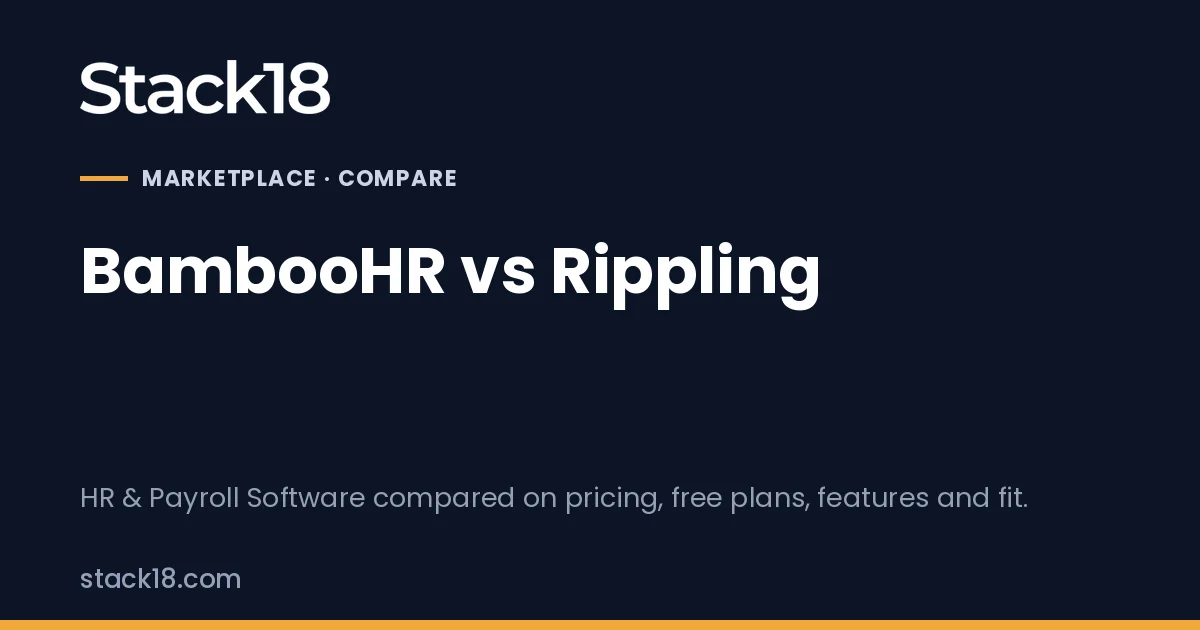 Stack18
MARKETPLACE · COMPARE
BambooHR vs Rippling
HR & Payroll Software compared on pricing, free plans, features and fit.
stack18.com